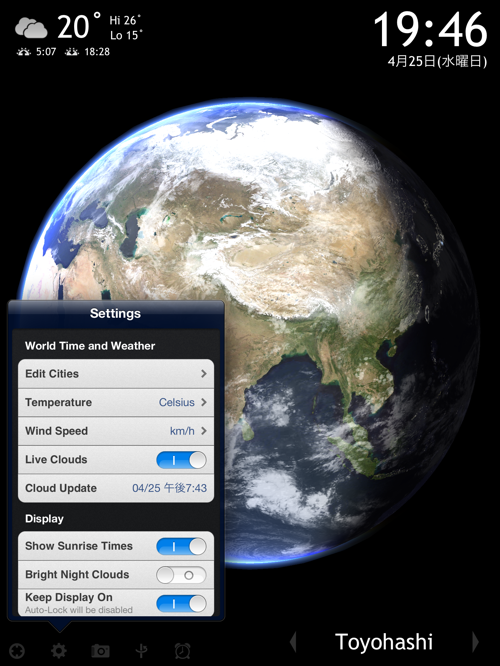 20°
Hi 26°
Lo 15°
5:07 18:28
19:46
4月25日(水曜日)
Settings
World Time and Weather
Edit Cities
Temperature Celsius
Wind Speed km/h
Live Clouds
Cloud Update 04/25 午後7:43
Display
Show Sunrise Times
Bright Night Clouds
Keep Display On
Auto-Lock will be disabled
Toyohashi